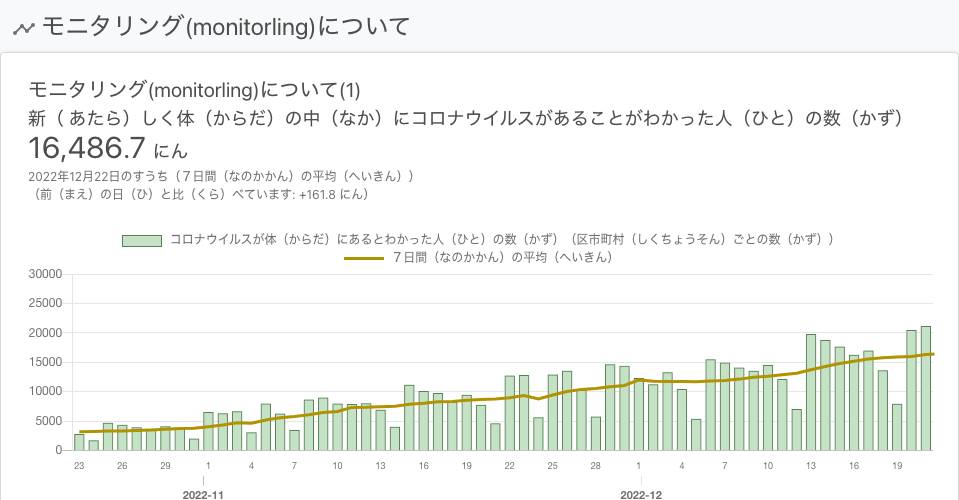 モニタリング(monitorling)について
モニタリング(monitorling)について(1)
新（ あたら）しく体（からだ）の中（なか）にコロナウイルスがあることがわかった人（ひと）の数（かず）
16,486.7 にん
2022年12月22日のすうち（７日間（なのかかん）の平均（へいきん））
（前（まえ）の日（ひ）と比（くら）べています: +161.8 にん）
コロナウイルスが体（からだ）にあるとわかった人（ひと）の数（かず）（区市町村（しくちょうそん）ごとの数（かず））
７日間（なのかかん）の平均（へいきん）
30000
25000
20000
15000
10000
5000
0
23 26 29 1 4 7 10 13 16 19 22 25 28 1 4 7 10 13 16 19
2022-11 2022-12